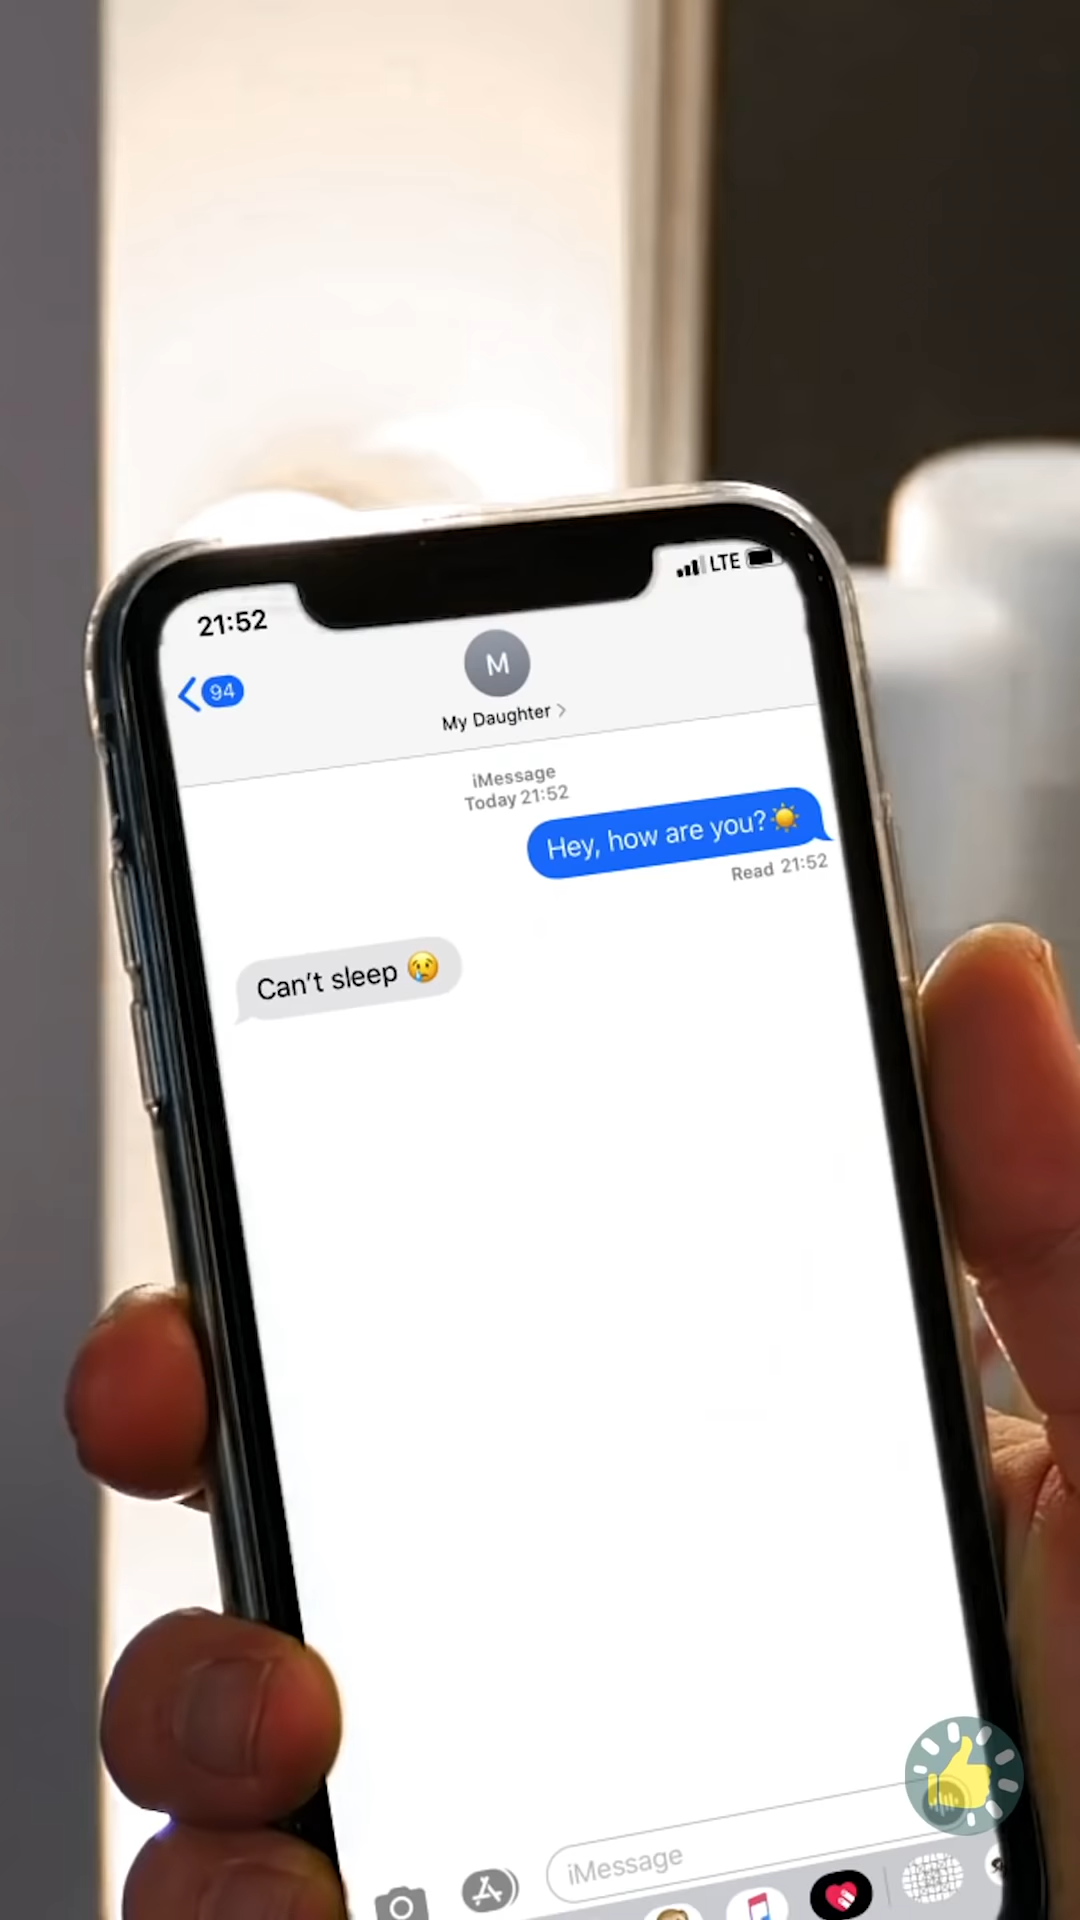 21:52
LTE
94
M
My Daughter
iMessage
Today 21:52
Hey, how are you?☀️
Read 21:52
Can't sleep 😢
iMessage